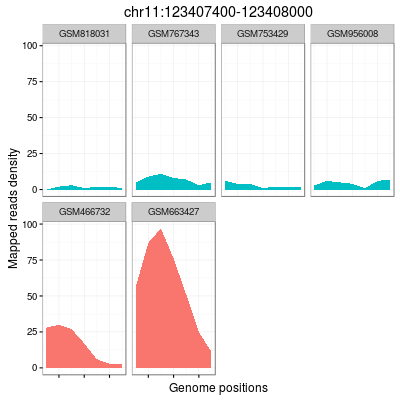 chr11:123407400-123408000
GSM818031 GSM767343 GSM753429 GSM956008
100
75
50
25
0
Mapped reads density
GSM466732 GSM663427
100
75
50
25
0
Genome positions